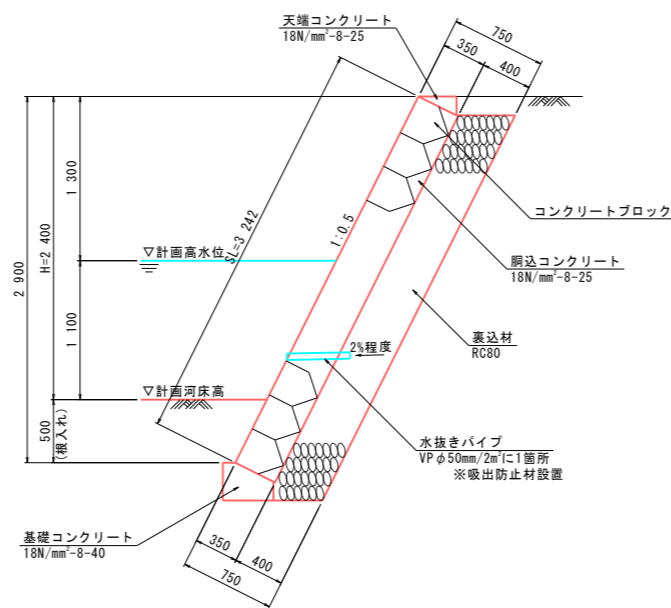 天端コンクリート
18N/mm²-8-25
750
350
400
1 300
H=2 400
2 900
SL=3 242
1:0.5
コンクリートブロック
▽計画高水位
胴込コンクリート
18N/mm²-8-25
1 100
裏込材
RC80
2%程度
▽計画河床高
500
(根入れ)
水抜きパイプ
VPφ50mm/2m²に1箇所
※吸出防止材設置
基礎コンクリート
18N/mm²-8-40
350
400
750